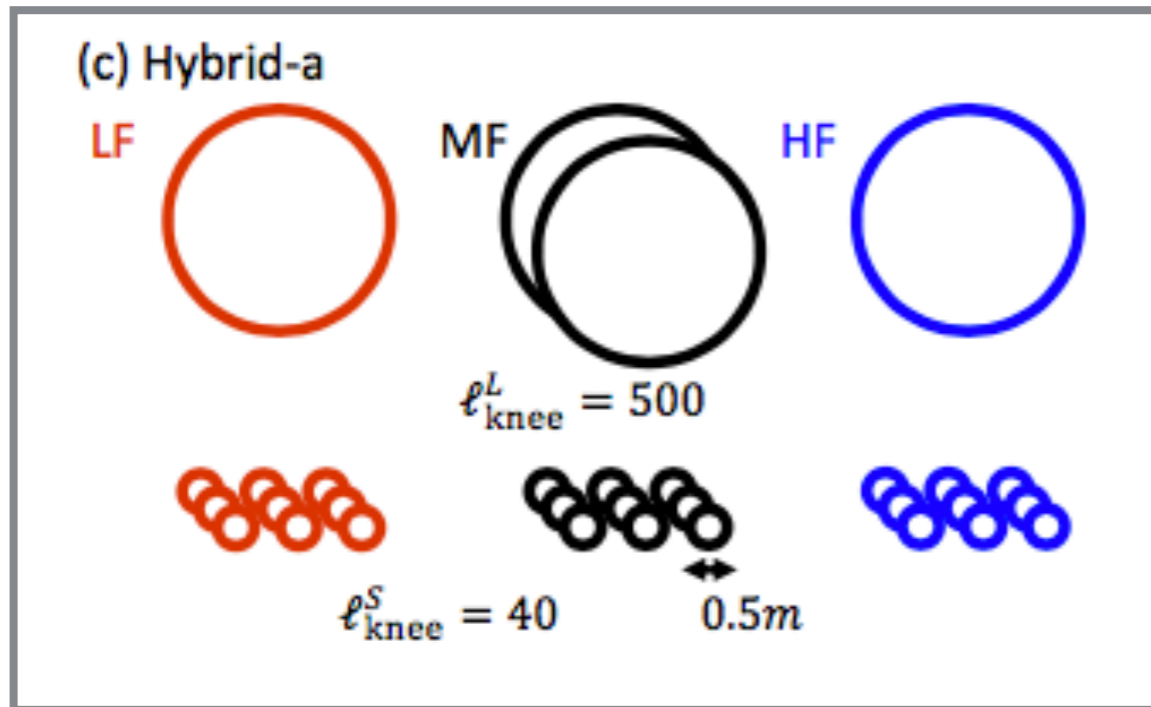 (c) Hybrid-a
LF MF HF
ℓ^L_knee = 500
ℓ^S_knee = 40 0.5m